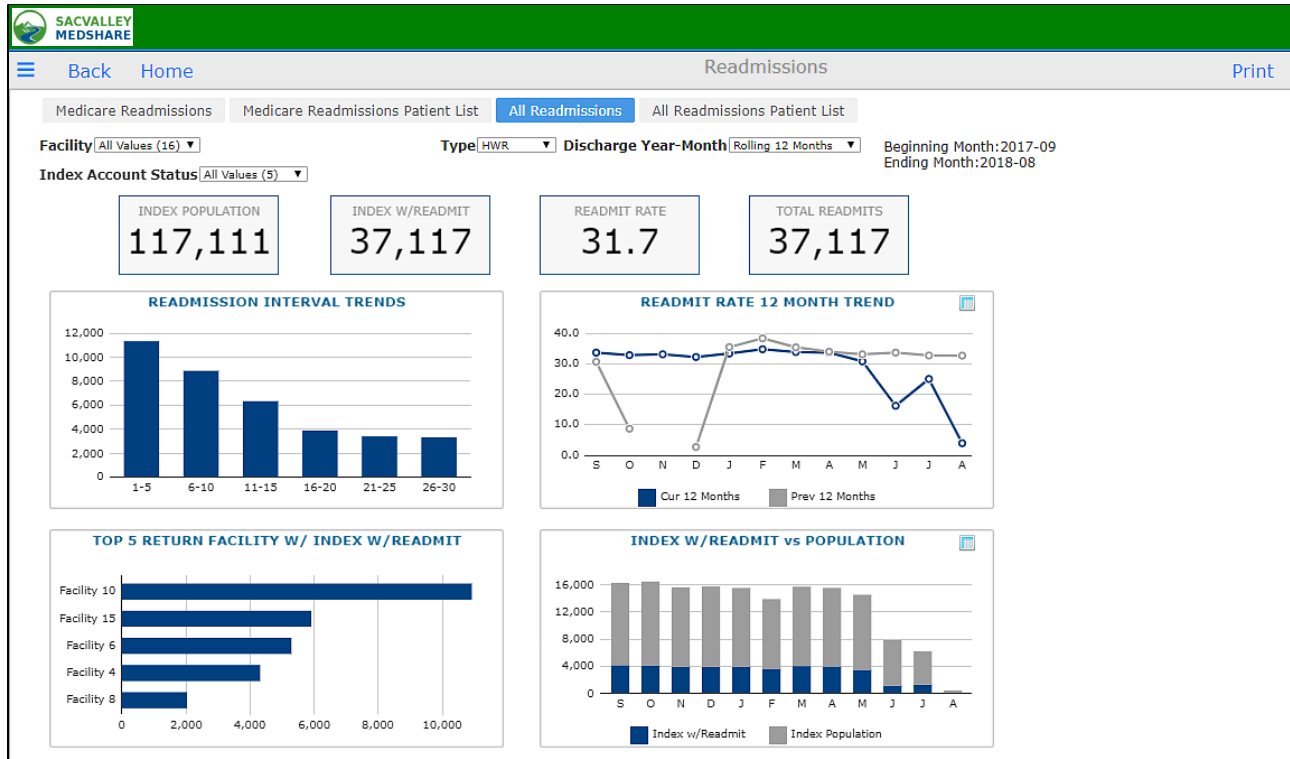 SACVALLEY
MEDSHARE
Back Home Readmissions Print
Medicare Readmissions Medicare Readmissions Patient List All Readmissions All Readmissions Patient List
Facility All Values (16) ▼ Type HWR ▼ Discharge Year-Month Rolling 12 Months ▼ Beginning Month:2017-09
Ending Month:2018-08
Index Account Status All Values (5) ▼
INDEX POPULATION INDEX W/READMIT READMIT RATE TOTAL READMITS
117,111 37,117 31.7 37,117
READMISSION INTERVAL TRENDS
12,000
10,000
8,000
6,000
4,000
2,000
0
1-5 6-10 11-15 16-20 21-25 26-30
READMIT RATE 12 MONTH TREND
40.0
30.0
20.0
10.0
0.0
S O N D J F M A M J J A
Cur 12 Months Prev 12 Months
TOP 5 RETURN FACILITY W/ INDEX W/READMIT
Facility 10
Facility 15
Facility 6
Facility 4
Facility 8
0 2,000 4,000 6,000 8,000 10,000
INDEX W/READMIT vs POPULATION
16,000
12,000
8,000
4,000
0
S O N D J F M A M J J A
Index w/Readmit Index Population